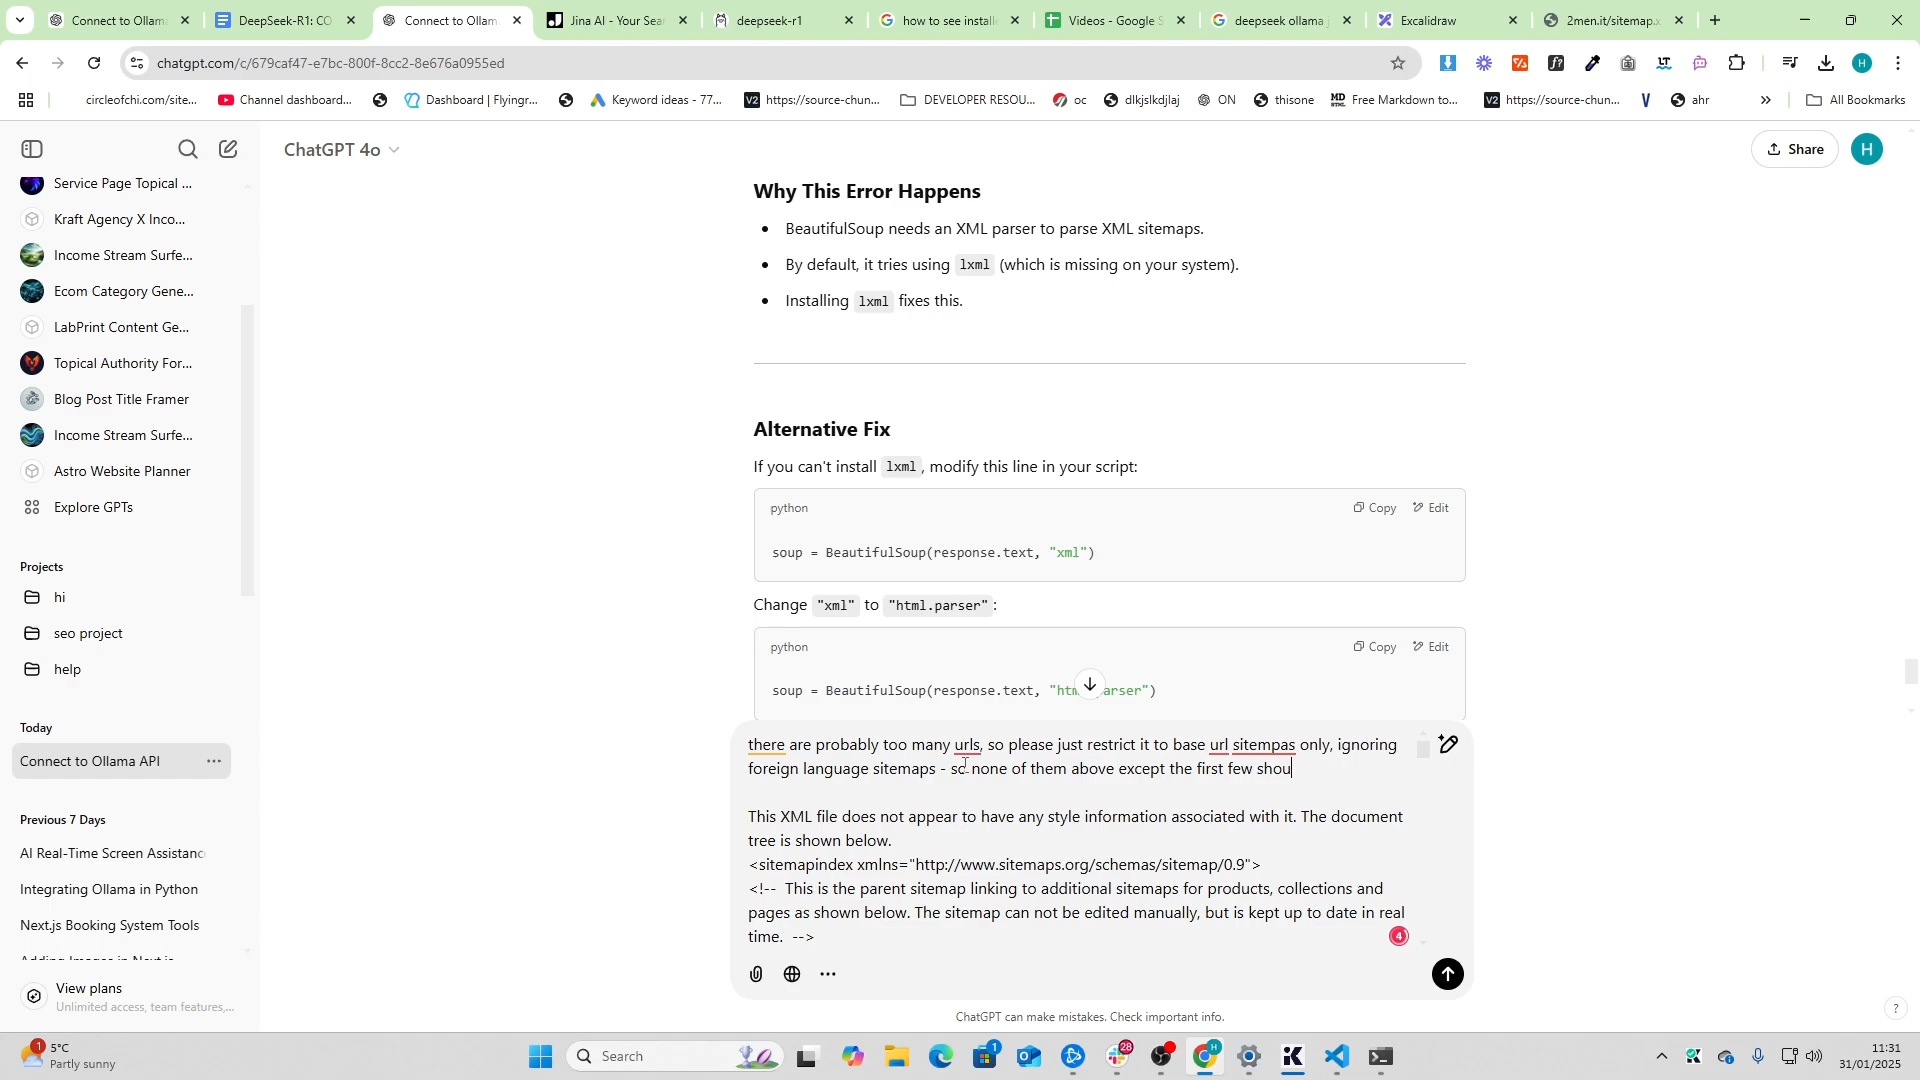 Connect to Ollama
DeepSeek-R1: CO
Connect to Ollam
Jina AI - Your Sear
deepseek-r1
how to see install
Videos - Google S
deepseek ollama j
Excalidraw
2men.it/sitemap.x
chatgpt.com/c/679caf47-e7bc-800f-8cc2-8e676a0955ed
circleofchi.com/site...
Channel dashboard...
Dashboard | Flyingr...
Keyword ideas - 77...
https://source-chun...
DEVELOPER RESOU...
oc
dlkjslkdjlaj
ON
thisone
Free Markdown to...
https://source-chun...
ahr
All Bookmarks
ChatGPT 4o
Share
H
Service Page Topical ...
Kraft Agency X Inco...
Income Stream Surfe...
Ecom Category Gene...
LabPrint Content Ge...
Topical Authority For...
Blog Post Title Framer
Income Stream Surfe...
Astro Website Planner
Explore GPTs
Projects
hi
seo project
help
Today
Connect to Ollama API
Previous 7 Days
AI Real-Time Screen Assistanc
Integrating Ollama in Python
Next.js Booking System Tools
Adding Images in Next.js
View plans
Unlimited access, team features,...
Why This Error Happens
BeautifulSoup needs an XML parser to parse XML sitemaps.
By default, it tries using lxml (which is missing on your system).
Installing lxml fixes this.
Alternative Fix
If you can't install lxml, modify this line in your script:
python
Copy
Edit
soup = BeautifulSoup(response.text, "xml")
Change "xml" to "html.parser":
python
Copy
Edit
soup = BeautifulSoup(response.text, "html.parser")
there are probably too many urls, so please just restrict it to base url sitempas only, ignoring
foreign language sitemaps - so none of them above except the first few shou
This XML file does not appear to have any style information associated with it. The document
tree is shown below.
<sitemapindex xmlns="http://www.sitemaps.org/schemas/sitemap/0.9">
<!-- This is the parent sitemap linking to additional sitemaps for products, collections and
pages as shown below. The sitemap can not be edited manually, but is kept up to date in real
time. -->
4
ChatGPT can make mistakes. Check important info.
?
1
5°C
Partly sunny
Search
1
28
11:31
31/01/2025